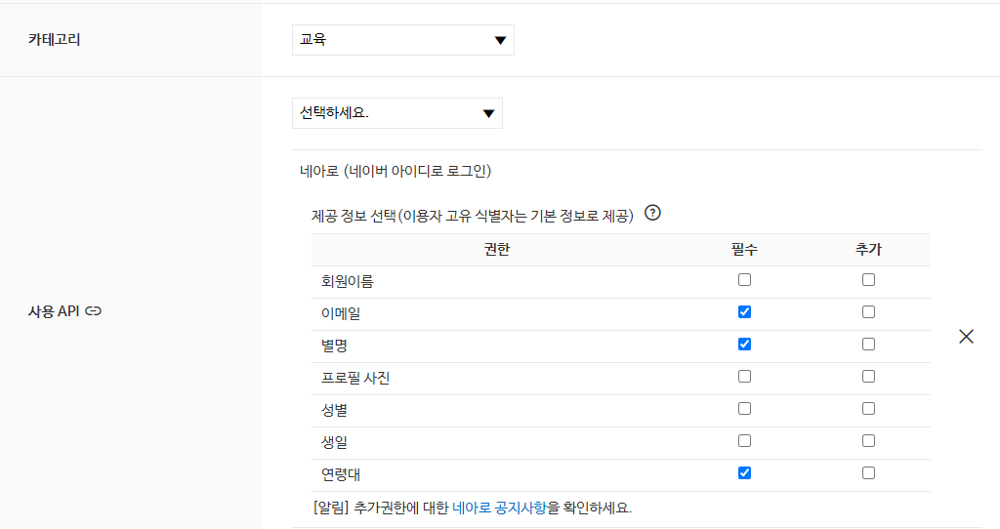 카테고리
교육
선택하세요.
네아로 (네이버 아이디로 로그인)
제공 정보 선택(이용자 고유 식별자는 기본 정보로 제공) ?
권한 필수 추가
회원이름
이메일
사용 API
별명
프로필 사진
성별
생일
연령대
[알림] 추가권한에 대한 네아로 공지사항을 확인하세요.